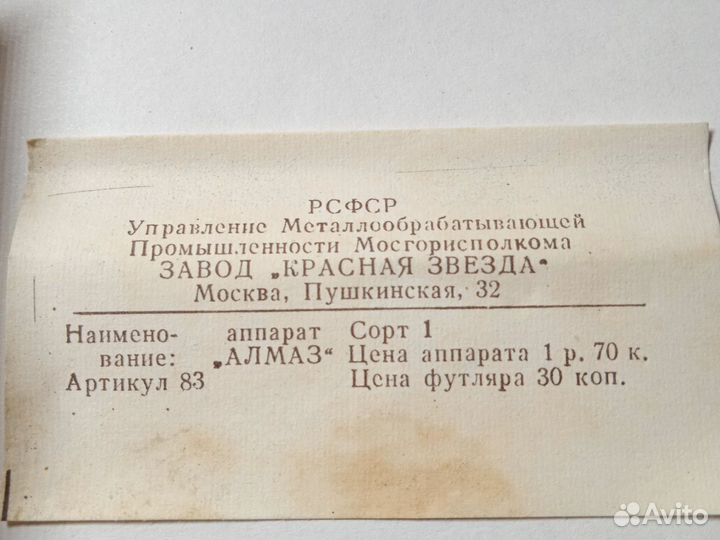 РСФСР
Управление Металлообрабатывающей
Промышленности Мосгорисполкома
ЗАВОД „КРАСНАЯ ЗВЕЗДА“
Москва, Пушкинская, 32
Наимено- аппарат Сорт 1
вание: „АЛМАЗ“ Цена аппарата 1 р. 70 к.
Артикул 83 Цена футляра 30 коп.
Avito